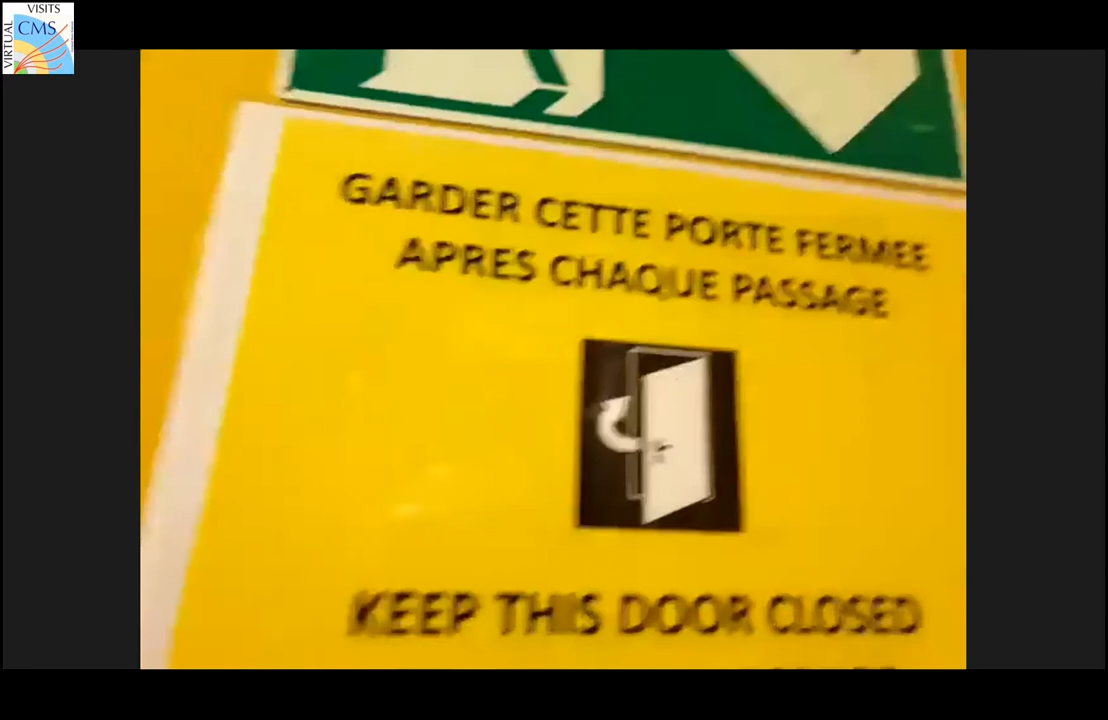 VISITS
CMS
VIRTUAL
GARDER CETTE PORTE FERMEE
APRES CHAQUE PASSAGE
KEEP THIS DOOR CLOSED